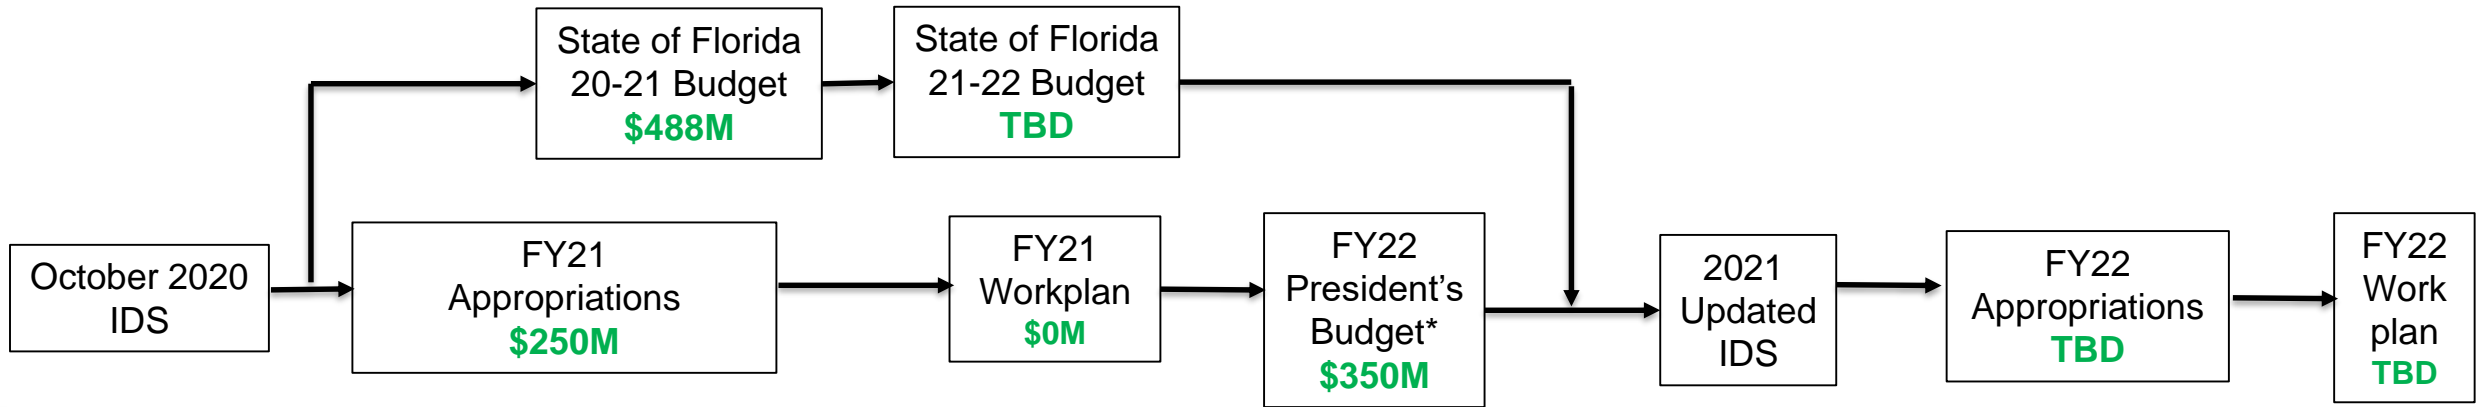 State of Florida
20-21 Budget
$488M
State of Florida
21-22 Budget
TBD
October 2020
IDS
FY21
Appropriations
$250M
FY21
Workplan
$0M
FY22
President’s
Budget*
$350M
2021
Updated
IDS
FY22
Appropriations
TBD
FY22
Work
plan
TBD